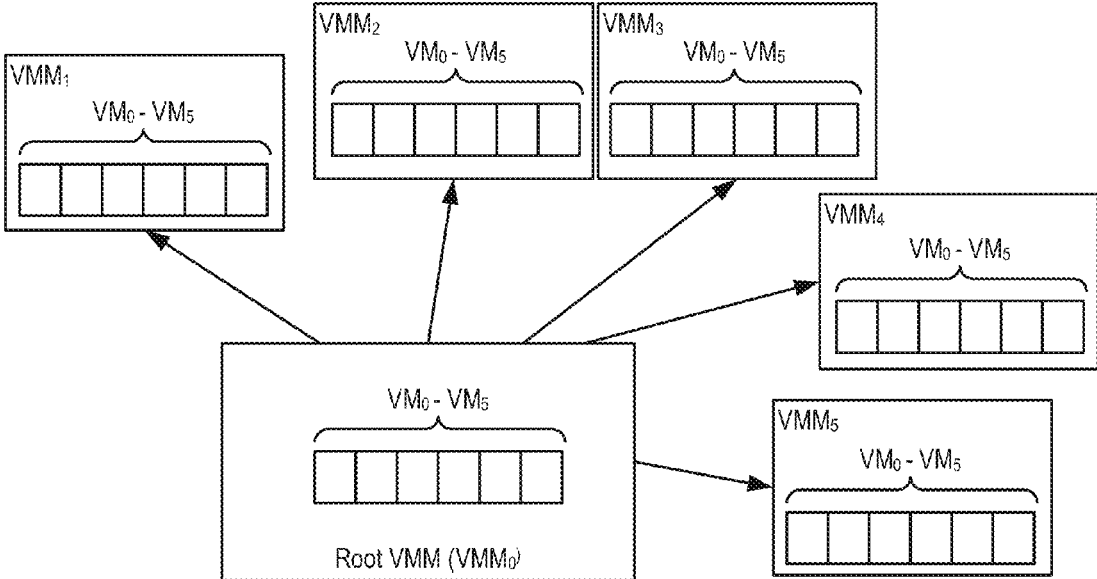 VMM₁
VM₀ - VM₅
VMM₂
VM₀ - VM₅
VMM₃
VM₀ - VM₅
VMM₄
VM₀ - VM₅
VM₀ - VM₅
Root VMM (VMM₀)
VMM₅
VM₀ - VM₅